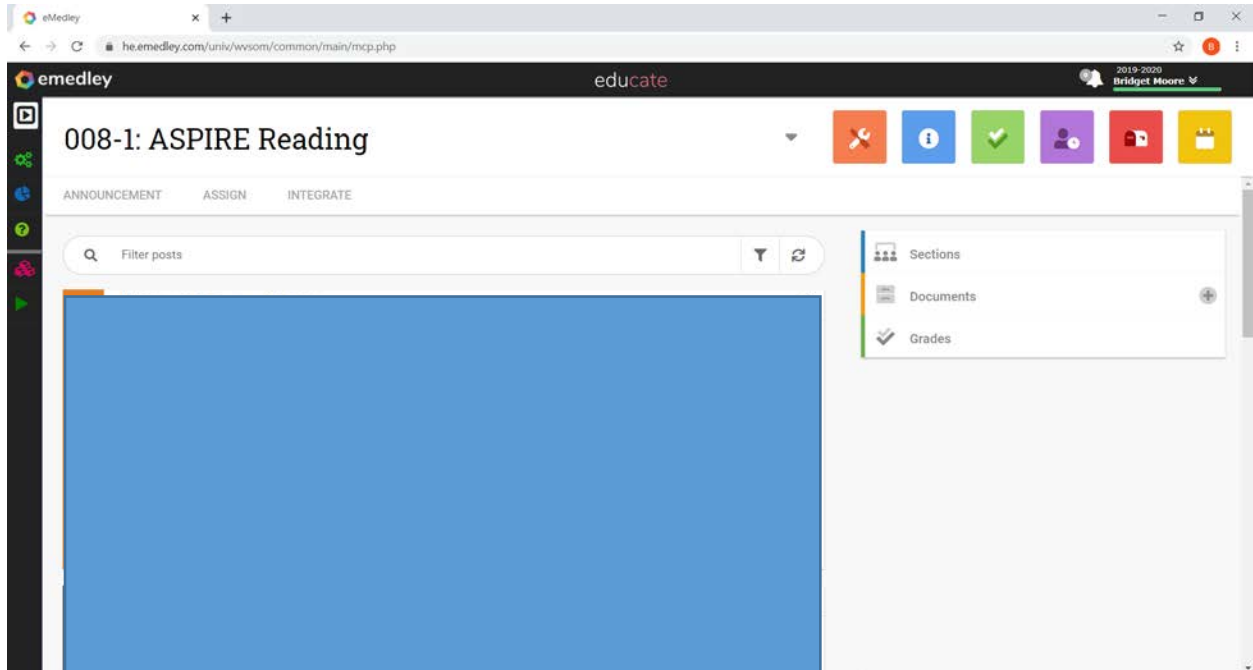 eMedley
he.emedley.com/univ/wvsom/common/main/mcp.php
B
emedley
educate
2019-2020
Bridget Moore
008-1: ASPIRE Reading
ANNOUNCEMENT ASSIGN INTEGRATE
Filter posts
Sections
Documents
Grades